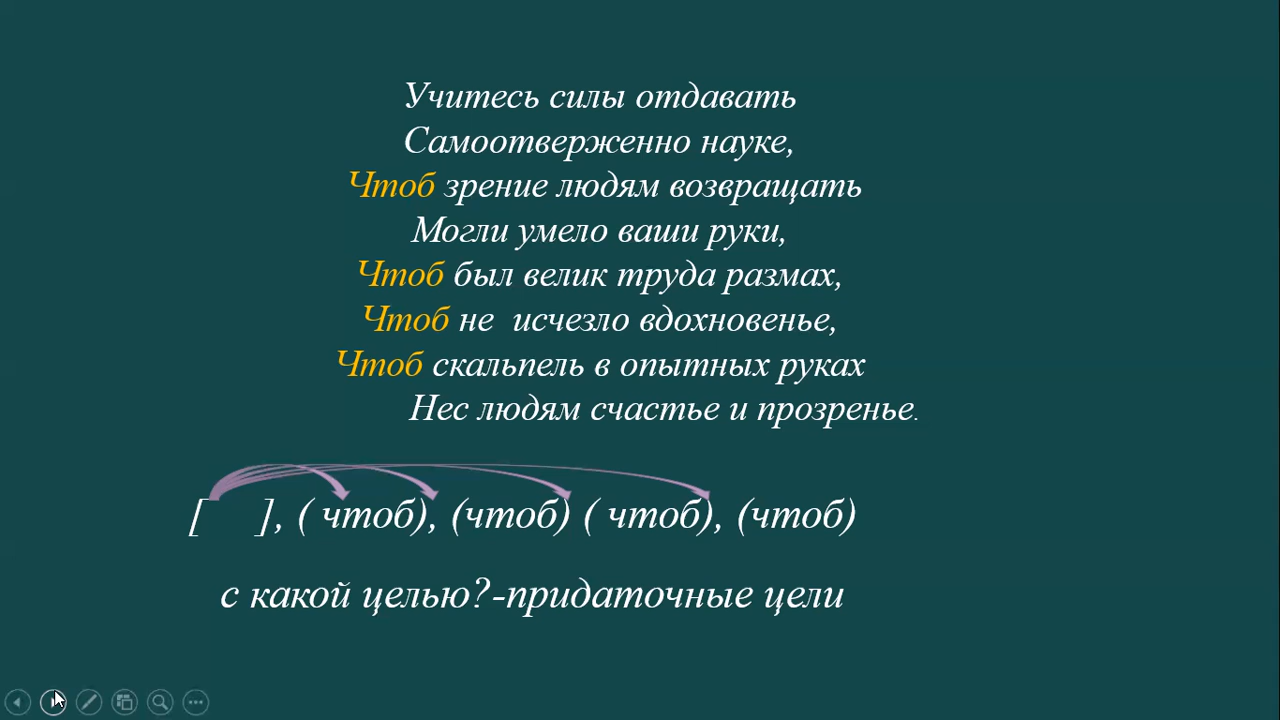 Учитесь силы отдавать
Самоотверженно науке,
Чтоб зрение людям возвращать
Могли умело ваши руки,
Чтоб был велик труда размах,
Чтоб не исчезло вдохновенье,
Чтоб скальпель в опытных руках
Нес людям счастье и прозренье.
[ ], ( чтоб), (чтоб) ( чтоб), (чтоб)
с какой целью?-придаточные цели